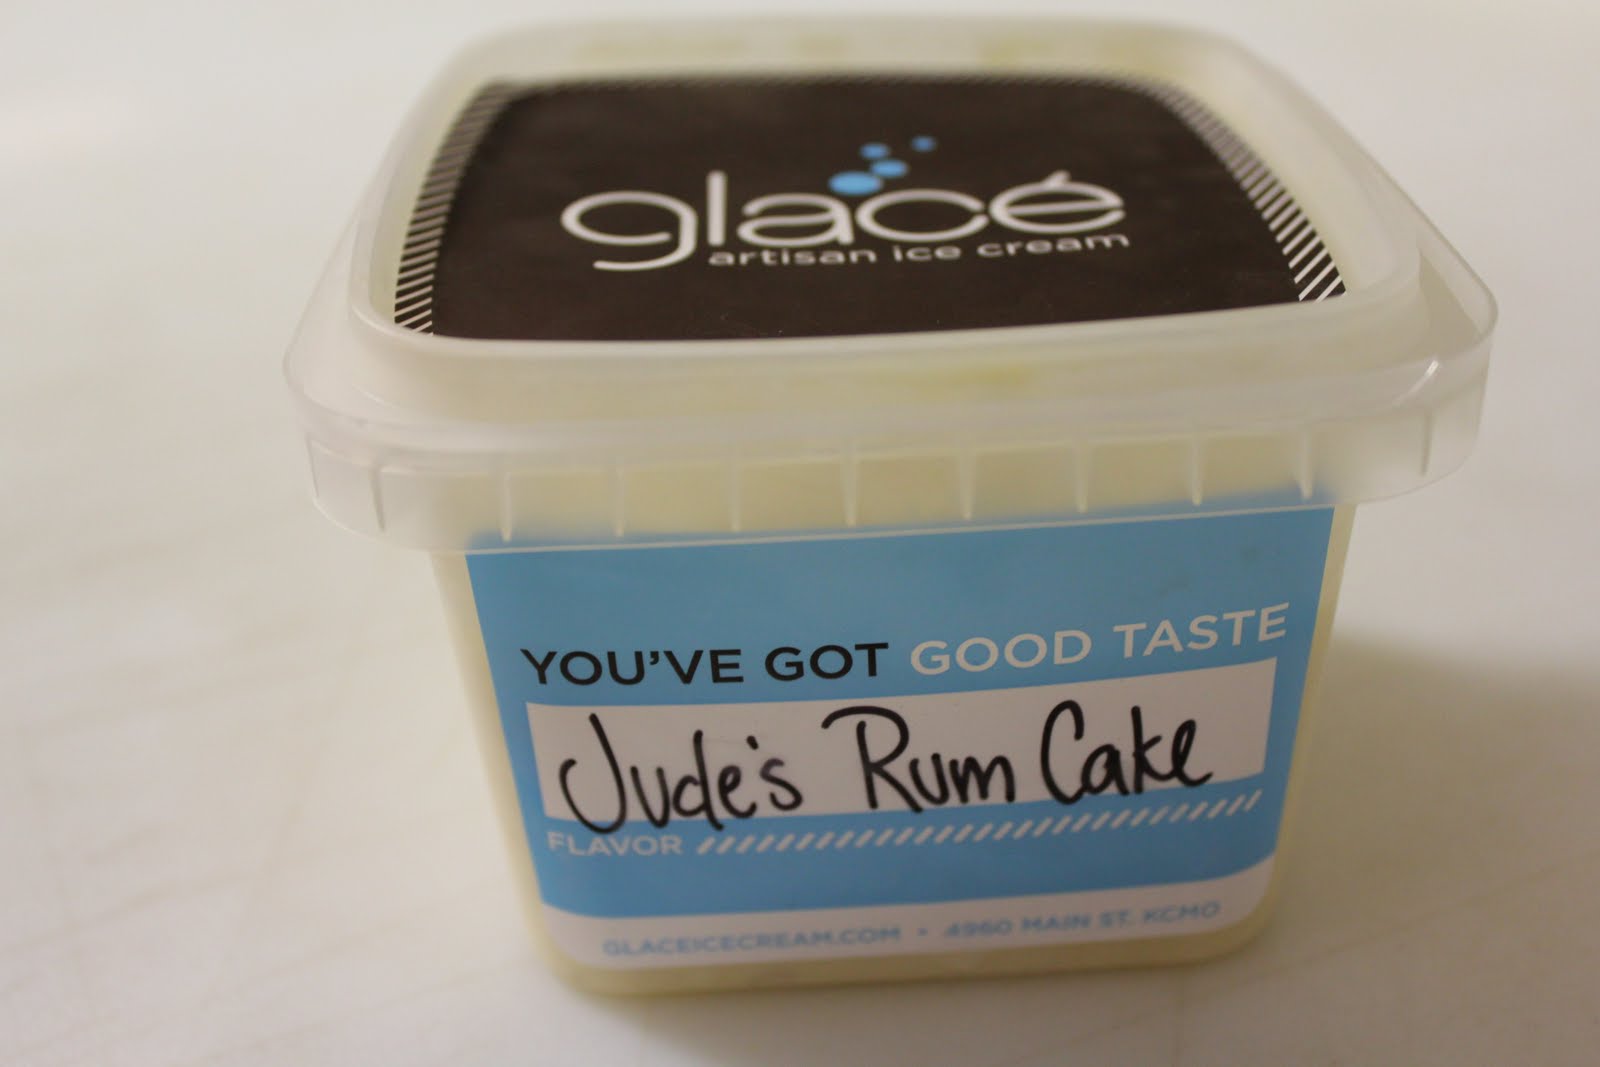 glacé
artisan ice cream
YOU'VE GOT GOOD TASTE
Jude's Rum Cake
FLAVOR
GLACEICECREAM.COM • 4960 MAIN ST. KCMO